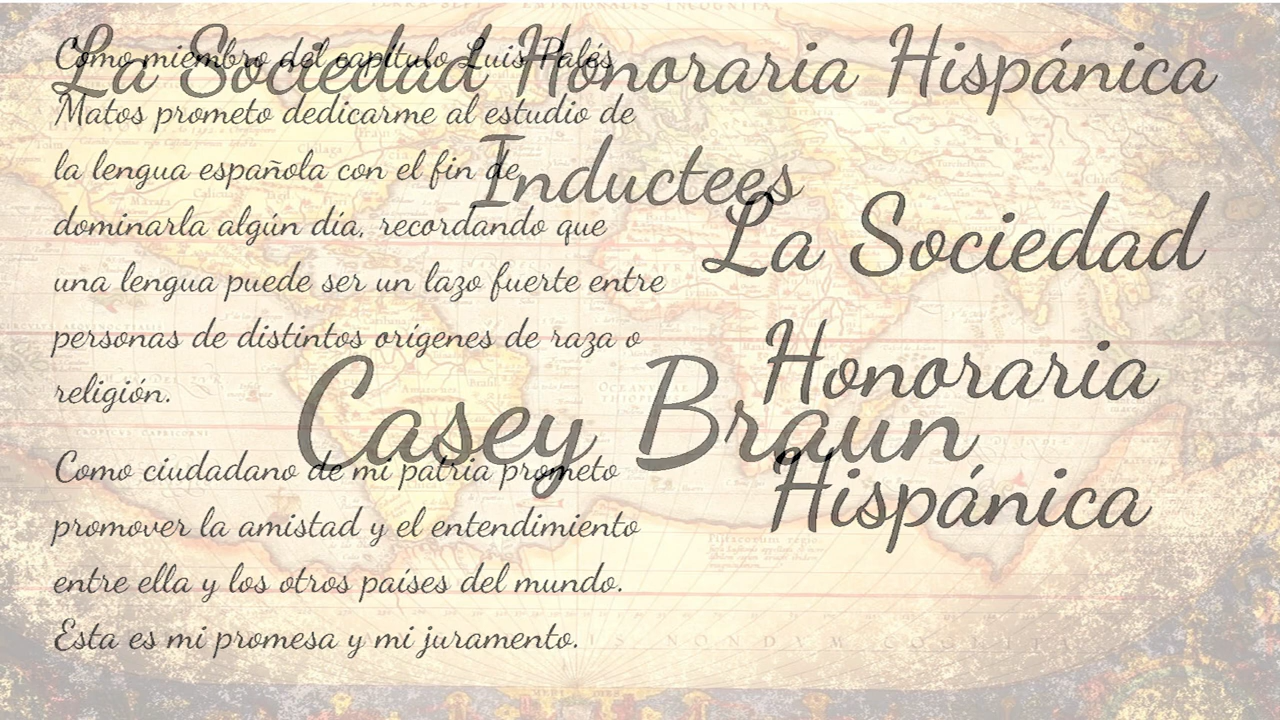 La Sociedad Honoraria Hispánica
Inductees
Casey Braun
Como miembro del capítulo Luis Palés
Matos prometo dedicarme al estudio de
la lengua española con el fin de
dominarla algún día, recordando que
una lengua puede ser un lazo fuerte entre
personas de distintos orígenes de raza o
religión.
Como ciudadano de mi patria prometo
promover la amistad y el entendimiento
entre ella y los otros países del mundo.
Esta es mi promesa y mi juramento.
La Sociedad
Honoraria
Hispánica